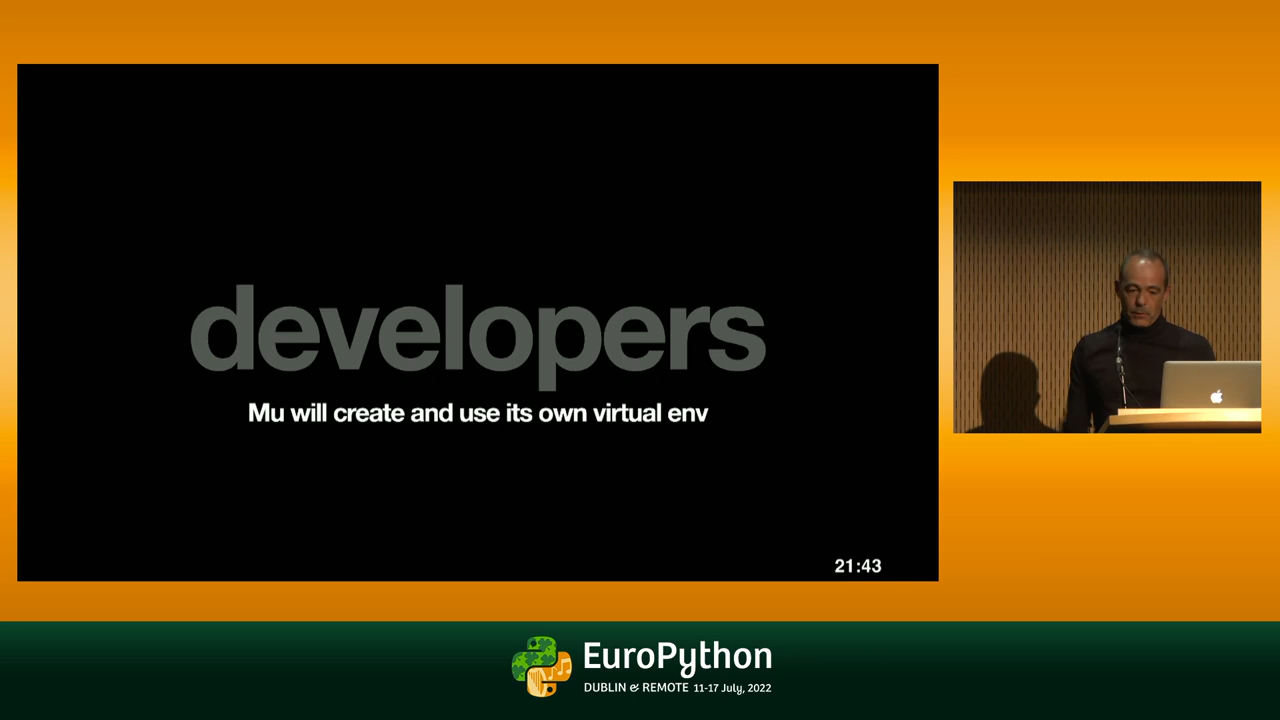 developers
Mu will create and use its own virtual env
21:43
EuroPython
DUBLIN & REMOTE 11-17 July, 2022